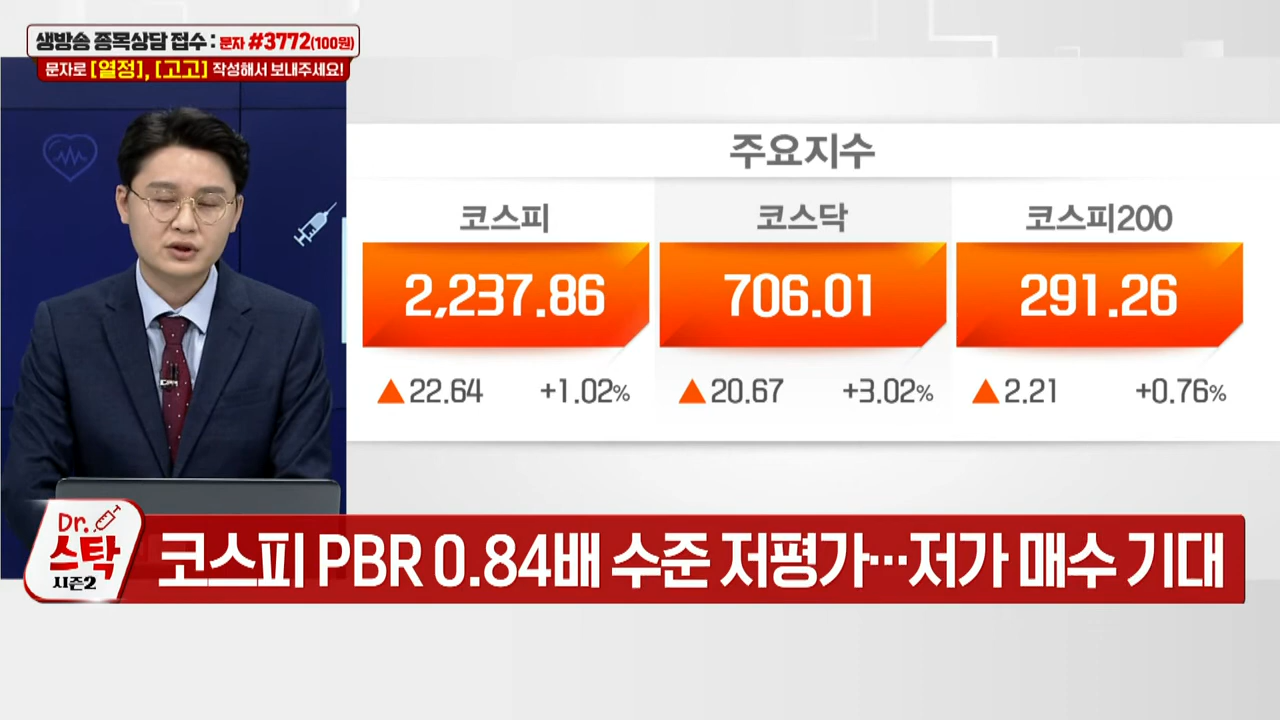 생방송 종목상담 접수 : 문자 #3772(100원)
문자로 [열정], [고고] 작성해서 보내주세요!
주요지수
코스피 코스닥 코스피200
2,237.86 706.01 291.26
▲22.64 +1.02% ▲20.67 +3.02% ▲2.21 +0.76%
Dr.
스탁
시즌2
코스피 PBR 0.84배 수준 저평가…저가 매수 기대